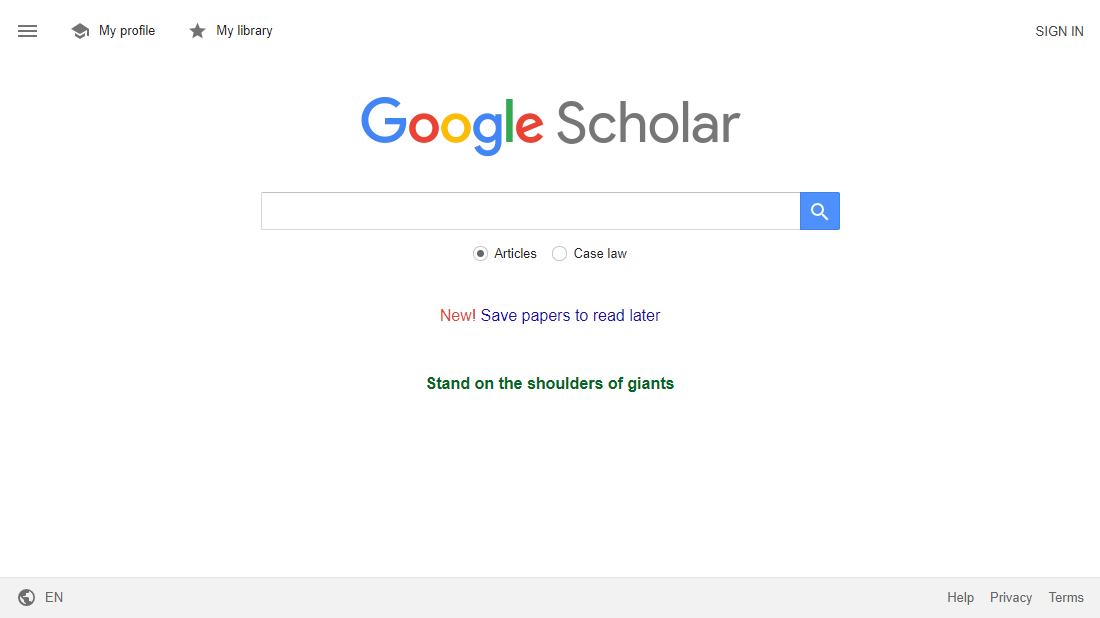 My profile My library SIGN IN
Google Scholar
Articles Case law
New! Save papers to read later
Stand on the shoulders of giants
EN Help Privacy Terms